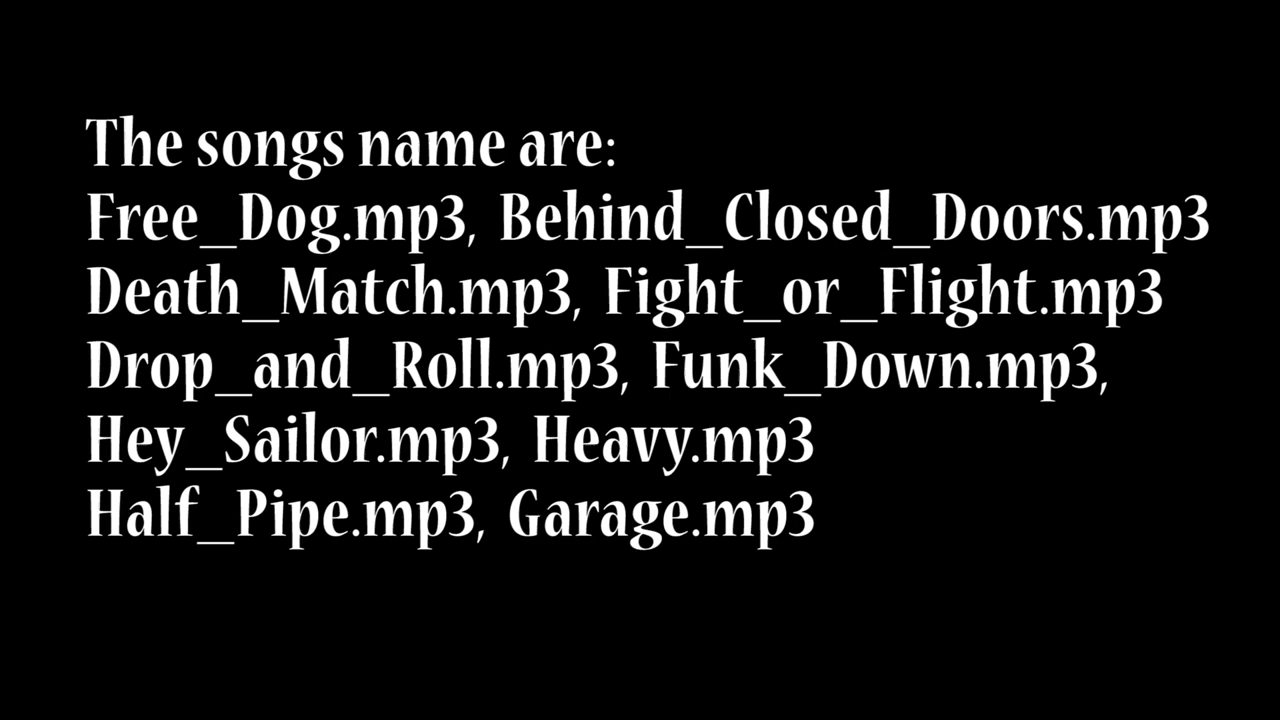 The songs name are:
Free_Dog.mp3, Behind_Closed_Doors.mp3
Death_Match.mp3, Fight_or_Flight.mp3
Drop_and_Roll.mp3, Funk_Down.mp3,
Hey_Sailor.mp3, Heavy.mp3
Half_Pipe.mp3, Garage.mp3